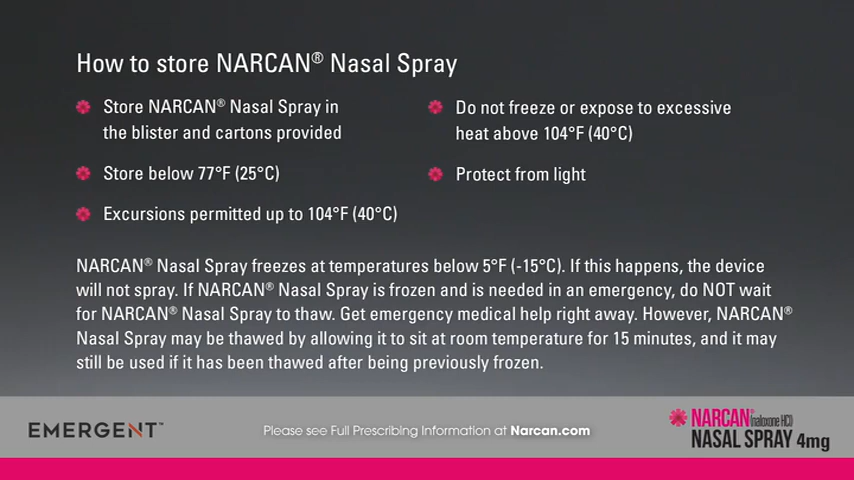 How to store NARCAN® Nasal Spray
Store NARCAN® Nasal Spray in
the blister and cartons provided
Store below 77°F (25°C)
Excursions permitted up to 104°F (40°C)
Do not freeze or expose to excessive
heat above 104°F (40°C)
Protect from light
NARCAN® Nasal Spray freezes at temperatures below 5°F (-15°C). If this happens, the device
will not spray. If NARCAN® Nasal Spray is frozen and is needed in an emergency, do NOT wait
for NARCAN® Nasal Spray to thaw. Get emergency medical help right away. However, NARCAN®
Nasal Spray may be thawed by allowing it to sit at room temperature for 15 minutes, and it may
still be used if it has been thawed after being previously frozen.
EMERGENT™
Please see Full Prescribing Information at Narcan.com
NARCAN® (naloxone HCl)
NASAL SPRAY 4mg